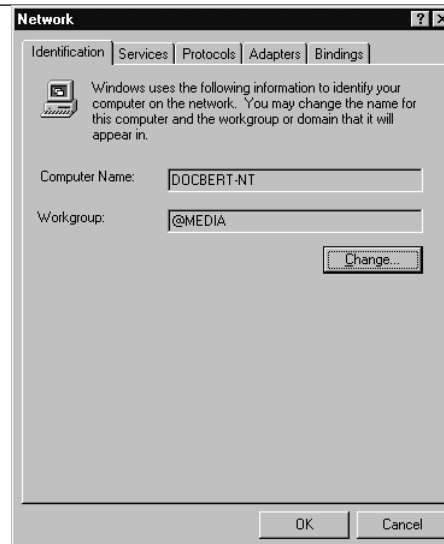 Network
Identification Services Protocols Adapters Bindings
Windows uses the following information to identify your
computer on the network. You may change the name for
this computer and the workgroup or domain that it will
appear in.
Computer Name: DOCBERT-NT
Workgroup: @MEDIA
Change...
OK Cancel